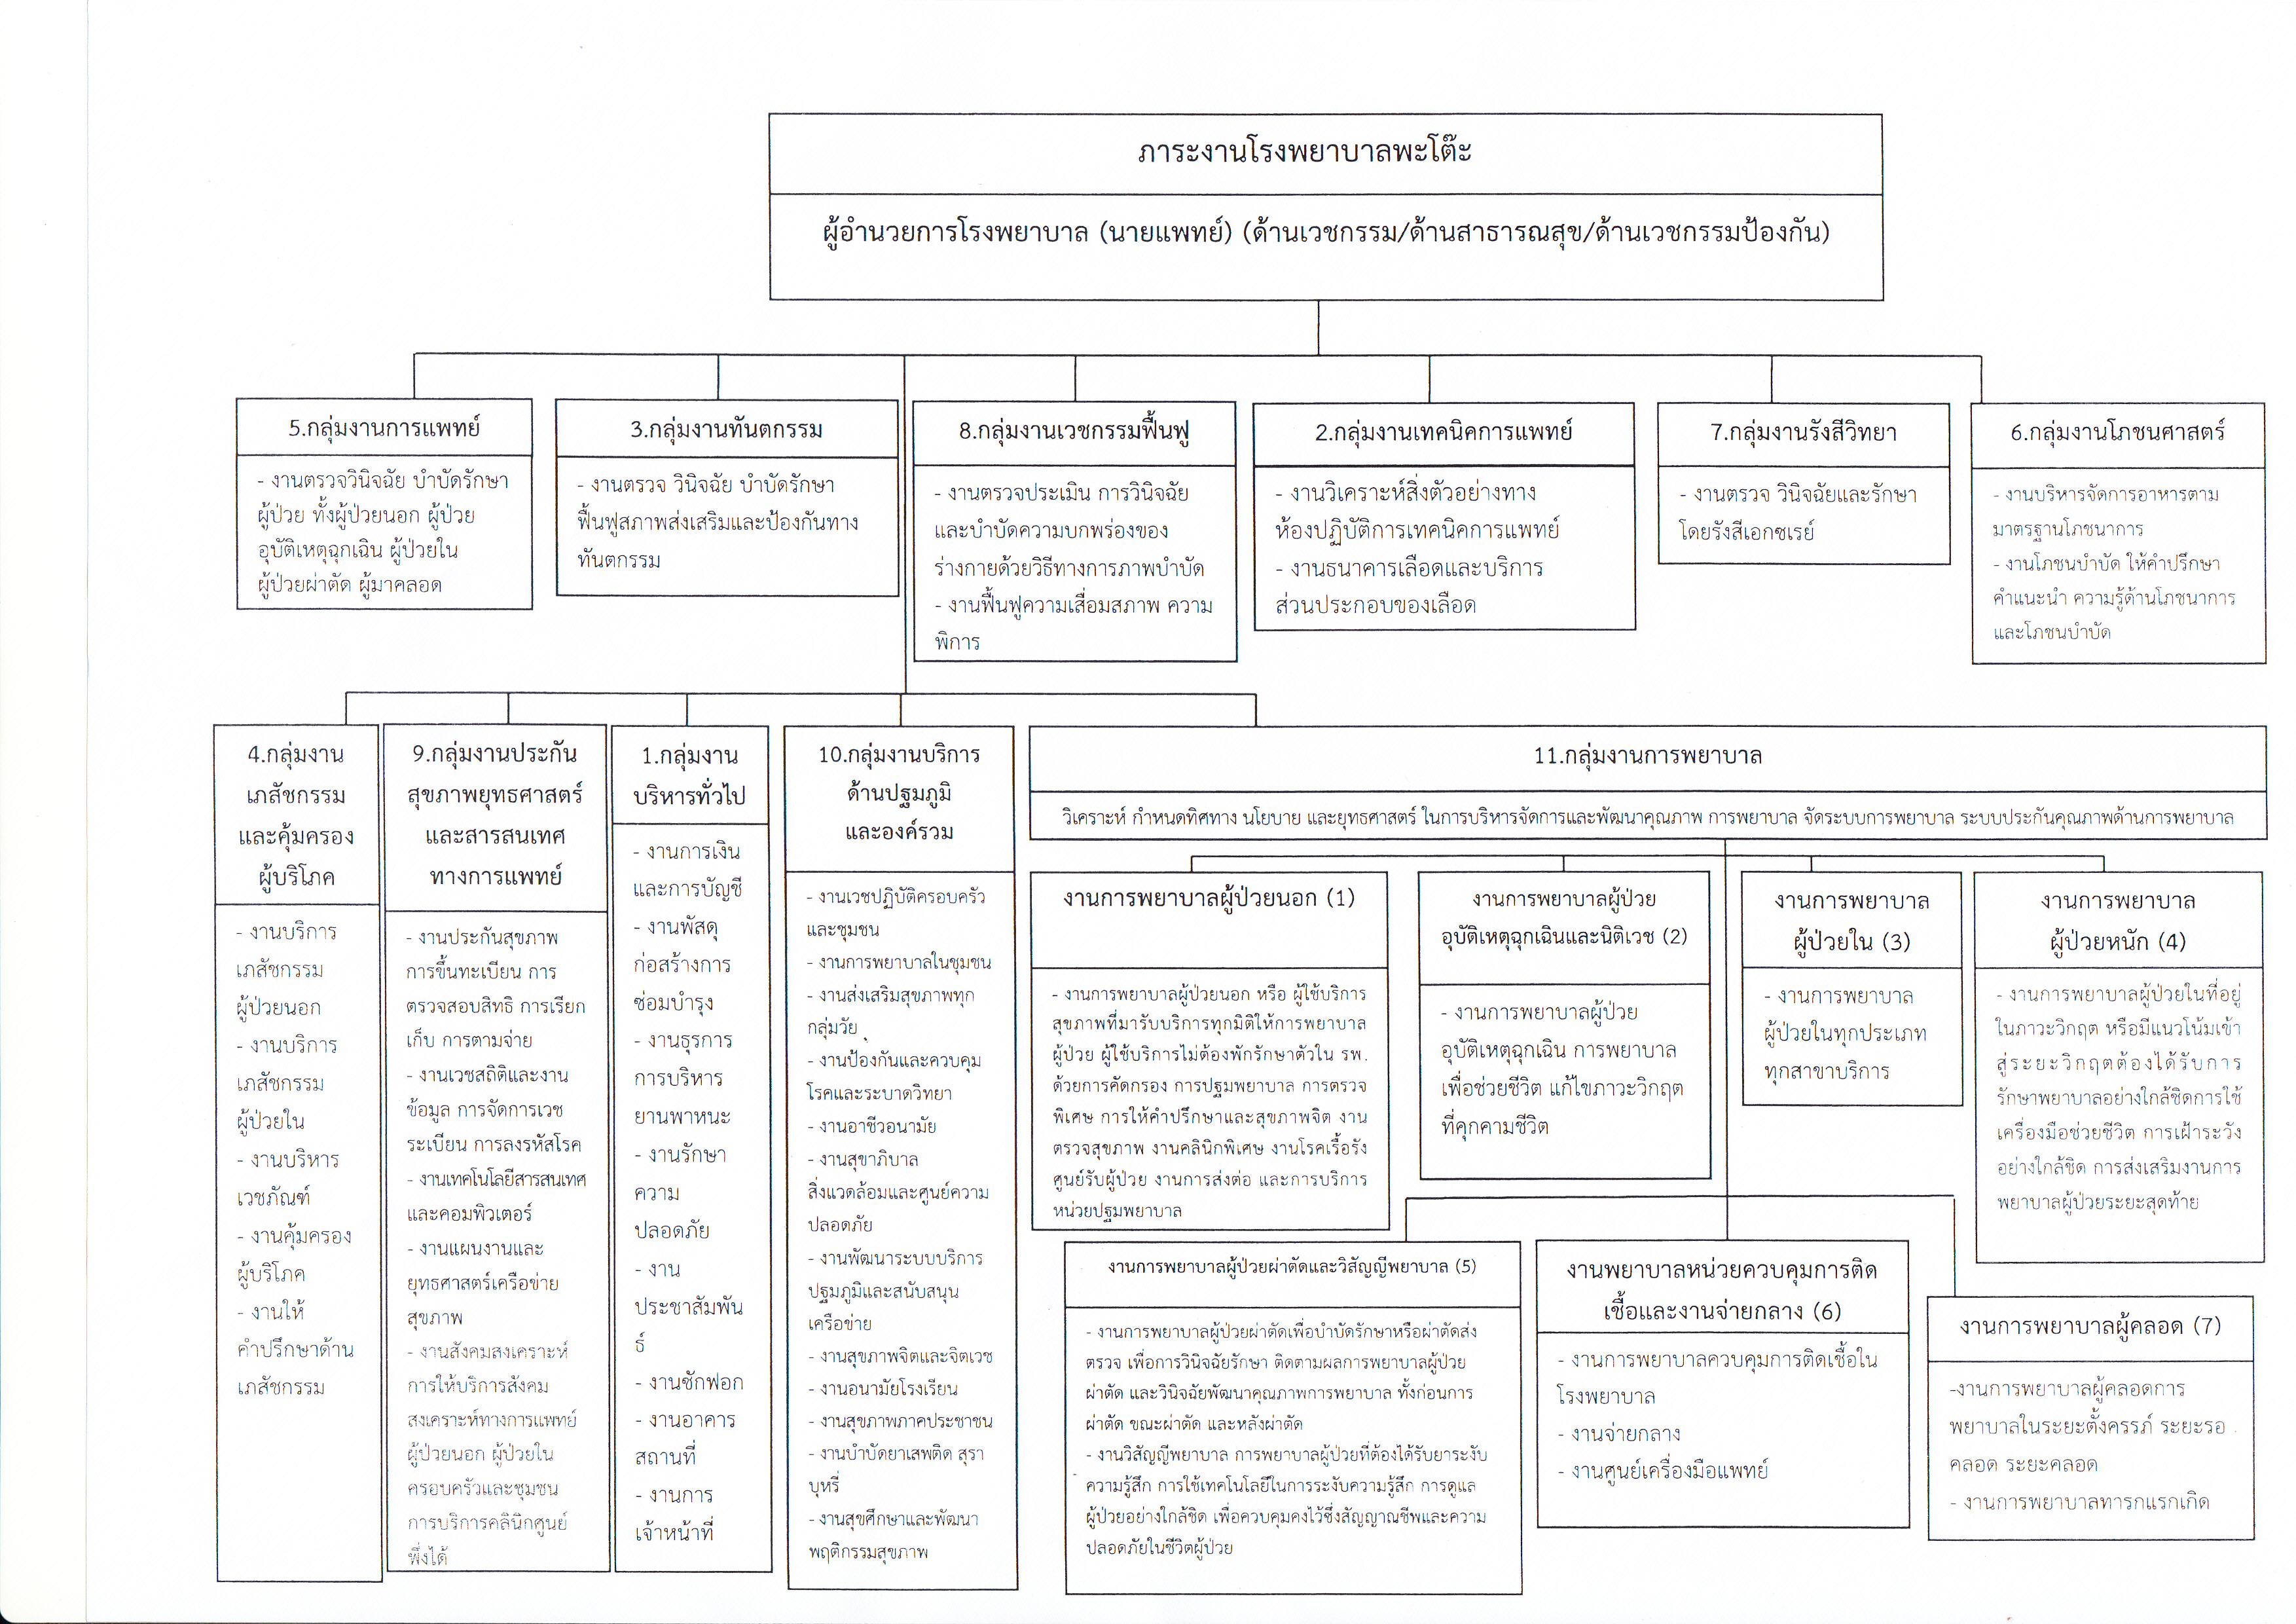 ภาระงานโรงพยาบาลพะโต๊ะ
ผู้อำนวยการโรงพยาบาล (นายแพทย์) (ด้านเวชกรรม/ด้านสาธารณสุข/ด้านเวชกรรมป้องกัน)
5.กลุ่มงานการแพทย์
- งานตรวจวินิจฉัย บำบัดรักษา
ผู้ป่วย ทั้งผู้ป่วยนอก ผู้ป่วย
อุบัติเหตุฉุกเฉิน ผู้ป่วยใน
ผู้ป่วยผ่าตัด ผู้มาคลอด
3.กลุ่มงานทันตกรรม
- งานตรวจ วินิจฉัย บำบัดรักษา
ฟื้นฟูสภาพส่งเสริมและป้องกันทาง
ทันตกรรม
8.กลุ่มงานเวชกรรมฟื้นฟู
- งานตรวจประเมิน การวินิจฉัย
และบำบัดความบกพร่องของ
ร่างกายด้วยวิธีทางการภาพบำบัด
- งานฟื้นฟูความเสื่อมสภาพ ความ
พิการ
2.กลุ่มงานเทคนิคการแพทย์
- งานวิเคราะห์สิ่งตัวอย่างทาง
ห้องปฏิบัติการเทคนิคการแพทย์
- งานธนาคารเลือดและบริการ
ส่วนประกอบของเลือด
7.กลุ่มงานรังสีวิทยา
- งานตรวจ วินิจฉัยและรักษา
โดยรังสีเอกซเรย์
6.กลุ่มงานโภชนศาสตร์
- งานบริหารจัดการอาหารตาม
มาตรฐานโภชนาการ
- งานโภชนบำบัด ให้คำปรึกษา
คำแนะนำ ความรู้ด้านโภชนาการ
และโภชนบำบัด
4.กลุ่มงาน
เภสัชกรรม
และคุ้มครอง
ผู้บริโภค
- งานบริการ
เภสัชกรรม
ผู้ป่วยนอก
- งานบริการ
เภสัชกรรม
ผู้ป่วยใน
- งานบริหาร
เวชภัณฑ์
- งานคุ้มครอง
ผู้บริโภค
- งานให้
คำปรึกษาด้าน
เภสัชกรรม
9.กลุ่มงานประกัน
สุขภาพยุทธศาสตร์
และสารสนเทศ
ทางการแพทย์
- งานประกันสุขภาพ
การขึ้นทะเบียน การ
ตรวจสอบสิทธิ การเรียก
เก็บ การตามจ่าย
- งานเวชสถิติและงาน
ข้อมูล การจัดการเวช
ระเบียน การลงรหัสโรค
- งานเทคโนโลยีสารสนเทศ
และคอมพิวเตอร์
- งานแผนงานและ
ยุทธศาสตร์เครือข่าย
สุขภาพ
- งานสังคมสงเคราะห์
การให้บริการสังคม
สงเคราะห์ทางการแพทย์
ผู้ป่วยนอก ผู้ป่วยใน
ครอบครัวและชุมชน
การบริการคลินิกศูนย์
พึ่งได้
1.กลุ่มงาน
บริหารทั่วไป
- งานการเงิน
และการบัญชี
- งานพัสดุ
ก่อสร้างการ
ซ่อมบำรุง
- งานธุรการ
การบริหาร
ยานพาหนะ
- งานรักษา
ความ
ปลอดภัย
- งาน
ประชาสัมพัน
ธ์
- งานซักฟอก
- งานอาคาร
สถานที่
- งานการ
เจ้าหน้าที่
10.กลุ่มงานบริการ
ด้านปฐมภูมิ
และองค์รวม
- งานเวชปฏิบัติครอบครัว
และชุมชน
- งานการพยาบาลในชุมชน
- งานส่งเสริมสุขภาพทุก
กลุ่มวัย
- งานป้องกันและควบคุม
โรคและระบาดวิทยา
- งานอาชีวอนามัย
- งานสุขาภิบาล
สิ่งแวดล้อมและศูนย์ความ
ปลอดภัย
- งานพัฒนาระบบบริการ
ปฐมภูมิและสนับสนุน
เครือข่าย
- งานสุขภาพจิตและจิตเวช
- งานอนามัยโรงเรียน
- งานสุขภาพภาคประชาชน
- งานบำบัดยาเสพติด สุรา
บุหรี่
- งานสุขศึกษาและพัฒนา
พฤติกรรมสุขภาพ
11.กลุ่มงานการพยาบาล
วิเคราะห์ กำหนดทิศทาง นโยบาย และยุทธศาสตร์ ในการบริหารจัดการและพัฒนาคุณภาพ การพยาบาล จัดระบบการพยาบาล ระบบประกันคุณภาพด้านการพยาบาล
งานการพยาบาลผู้ป่วยนอก (1)
- งานการพยาบาลผู้ป่วยนอก หรือ ผู้ใช้บริการ
สุขภาพที่มารับบริการทุกมิติให้การพยาบาล
ผู้ป่วย ผู้ใช้บริการไม่ต้องพักรักษาตัวใน รพ.
ด้วยการคัดกรอง การปฐมพยาบาล การตรวจ
พิเศษ การให้คำปรึกษาและสุขภาพจิต งาน
ตรวจสุขภาพ งานคลินิกพิเศษ งานโรคเรื้อรัง
ศูนย์รับผู้ป่วย งานการส่งต่อ และการบริการ
หน่วยปฐมพยาบาล
งานการพยาบาลผู้ป่วย
อุบัติเหตุฉุกเฉินและนิติเวช (2)
- งานการพยาบาลผู้ป่วย
อุบัติเหตุฉุกเฉิน การพยาบาล
เพื่อช่วยชีวิต แก้ไขภาวะวิกฤต
ที่คุกคามชีวิต
งานการพยาบาล
ผู้ป่วยใน (3)
- งานการพยาบาล
ผู้ป่วยในทุกประเภท
ทุกสาขาบริการ
งานการพยาบาล
ผู้ป่วยหนัก (4)
- งานการพยาบาลผู้ป่วยในที่อยู่
ในภาวะวิกฤต หรือมีแนวโน้มเข้า
สู่ระยะวิกฤตต้องได้รับการ
รักษาพยาบาลอย่างใกล้ชิดการใช้
เครื่องมือช่วยชีวิต การเฝ้าระวัง
อย่างใกล้ชิด การส่งเสริมงานการ
พยาบาลผู้ป่วยระยะสุดท้าย
งานการพยาบาลผู้ป่วยผ่าตัดและวิสัญญีพยาบาล (5)
- งานการพยาบาลผู้ป่วยผ่าตัดเพื่อบำบัดรักษาหรือผ่าตัดส่ง
ตรวจ เพื่อการวินิจฉัยรักษา ติดตามผลการพยาบาลผู้ป่วย
ผ่าตัด และวินิจฉัยพัฒนาคุณภาพการพยาบาล ทั้งก่อนการ
ผ่าตัด ขณะผ่าตัด และหลังผ่าตัด
- งานวิสัญญีพยาบาล การพยาบาลผู้ป่วยที่ต้องได้รับยาระงับ
ความรู้สึก การใช้เทคโนโลยีในการระงับความรู้สึก การดูแล
ผู้ป่วยอย่างใกล้ชิด เพื่อควบคุมคงไว้ซึ่งสัญญาณชีพและความ
ปลอดภัยในชีวิตผู้ป่วย
งานพยาบาลหน่วยควบคุมการติด
เชื้อและงานจ่ายกลาง (6)
- งานการพยาบาลควบคุมการติดเชื้อใน
โรงพยาบาล
- งานจ่ายกลาง
- งานศูนย์เครื่องมือแพทย์
งานการพยาบาลผู้คลอด (7)
-งานการพยาบาลผู้คลอดการ
พยาบาลในระยะตั้งครรภ์ ระยะรอ
คลอด ระยะคลอด
- งานการพยาบาลทารกแรกเกิด